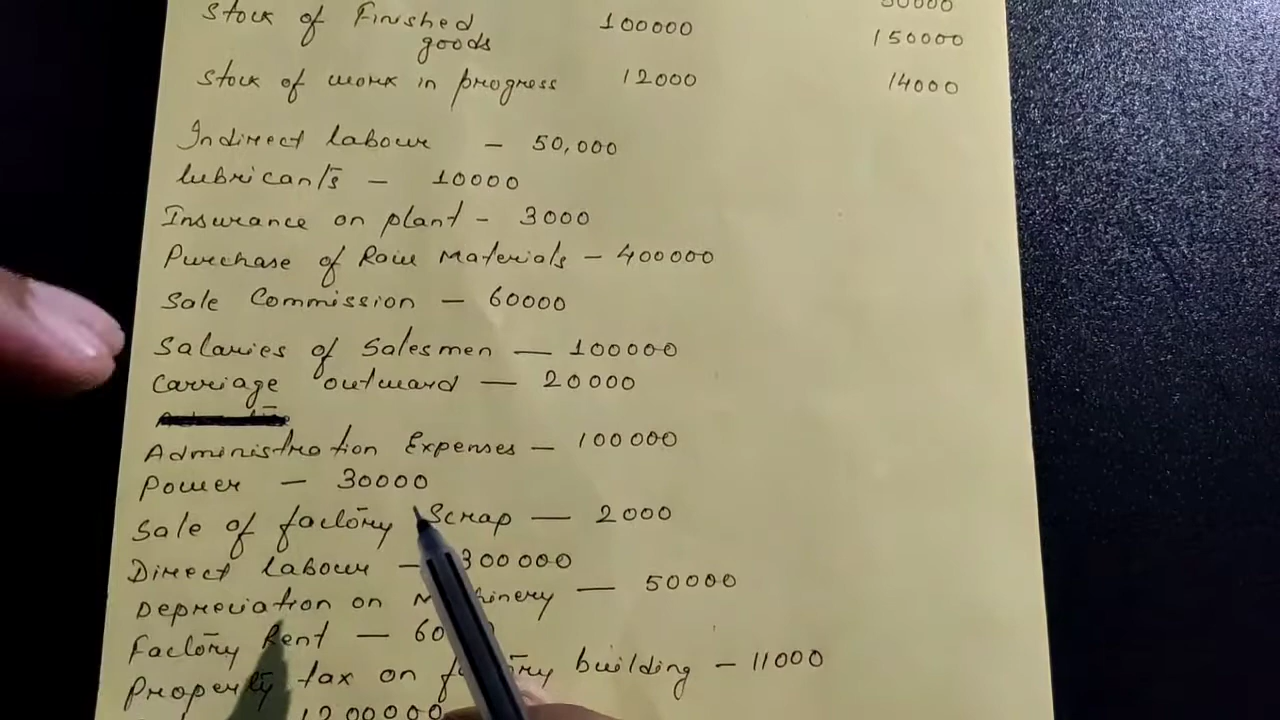 Stock of Finished 100000
goods 150000
Stock of work in progress 12000 14000
Indirect labour - 50,000
lubricants - 10000
Insurance on plant - 3000
Purchase of Raw Materials - 400000
Sale Commission - 60000
Salaries of Salesmen — 100000
Carriage outward — 20000
Administration Expenses - 100000
Power - 30000
Sale of factory Scrap — 2000
Direct labour - 300000
Depreciation on — 50000
Factory Rent -
Property tax on building - 11000
1200000